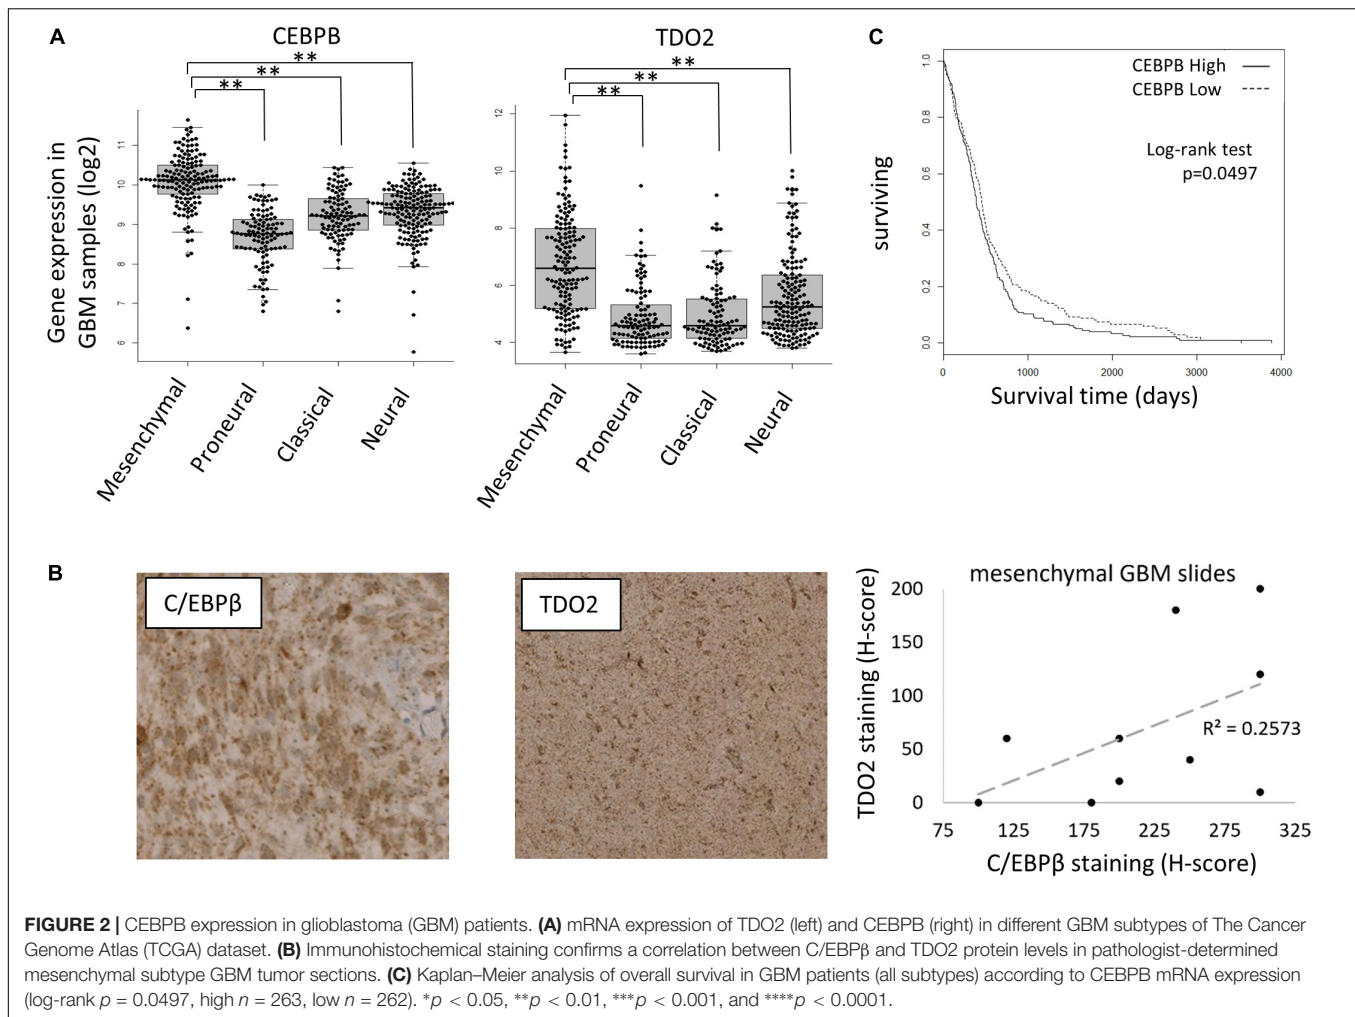 A
CEBPB
**
**
**
Gene expression in
GBM samples (log2)
11
10
9
8
7
6
Mesenchymal
Proneural
Classical
Neural
TDO2
**
**
**
12
10
8
6
4
Mesenchymal
Proneural
Classical
Neural
C
CEBPB High
CEBPB Low
Log-rank test
p=0.0497
surviving
1.0
0.8
0.6
0.4
0.2
0.0
0 1000 2000 3000 4000
Survival time (days)
B
C/EBPβ
TDO2
mesenchymal GBM slides
TDO2 staining (H-score)
200
150
100
50
0
R² = 0.2573
75 125 175 225 275 325
C/EBPβ staining (H-score)
FIGURE 2 | CEBPB expression in glioblastoma (GBM) patients. (A) mRNA expression of TDO2 (left) and CEBPB (right) in different GBM subtypes of The Cancer
Genome Atlas (TCGA) dataset. (B) Immunohistochemical staining confirms a correlation between C/EBPβ and TDO2 protein levels in pathologist-determined
mesenchymal subtype GBM tumor sections. (C) Kaplan–Meier analysis of overall survival in GBM patients (all subtypes) according to CEBPB mRNA expression
(log-rank p = 0.0497, high n = 263, low n = 262). *p < 0.05, **p < 0.01, ***p < 0.001, and ****p < 0.0001.